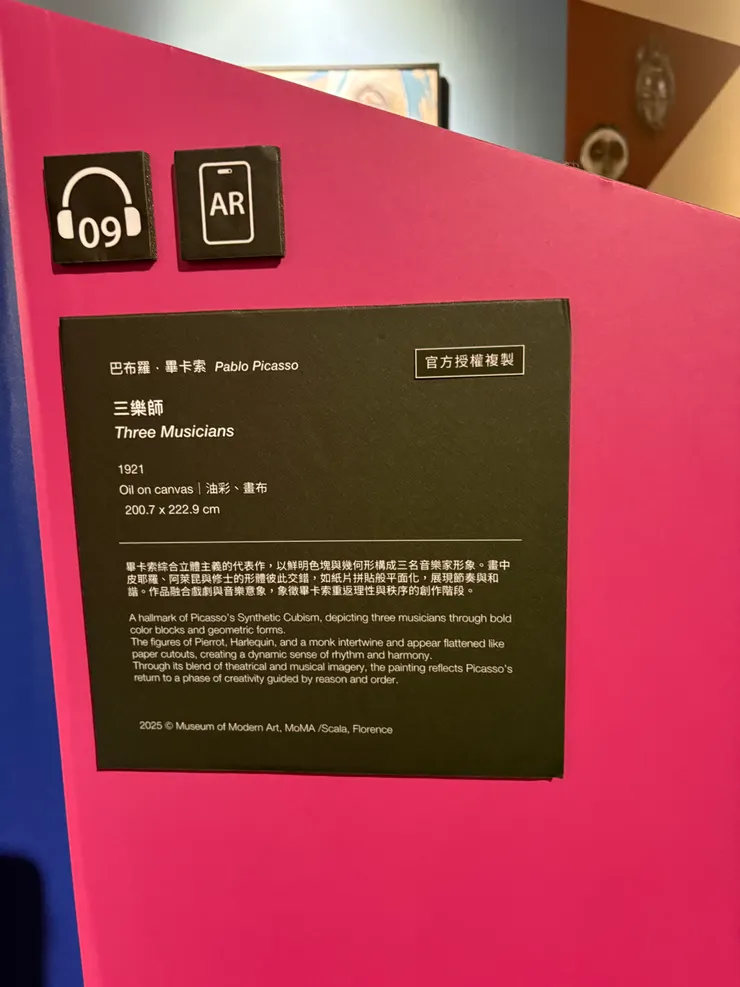 09
AR
巴布羅．畢卡索 Pablo Picasso
官方授權複製
三樂師
Three Musicians
1921
Oil on canvas｜油彩、畫布
200.7 x 222.9 cm
畢卡索綜合立體主義的代表作，以鮮明色塊與幾何形構成三名音樂家形象。畫中
皮耶羅、阿萊昆與修士的形體彼此交錯，如紙片拼貼般平面化，展現節奏與和
諧。作品融合戲劇與音樂意象，象徵畢卡索重返理性與秩序的創作階段。
A hallmark of Picasso's Synthetic Cubism, depicting three musicians through bold
color blocks and geometric forms.
The figures of Pierrot, Harlequin, and a monk intertwine and appear flattened like
paper cutouts, creating a dynamic sense of rhythm and harmony.
Through its blend of theatrical and musical imagery, the painting reflects Picasso's
return to a phase of creativity guided by reason and order.
2025 © Museum of Modern Art, MoMA /Scala, Florence